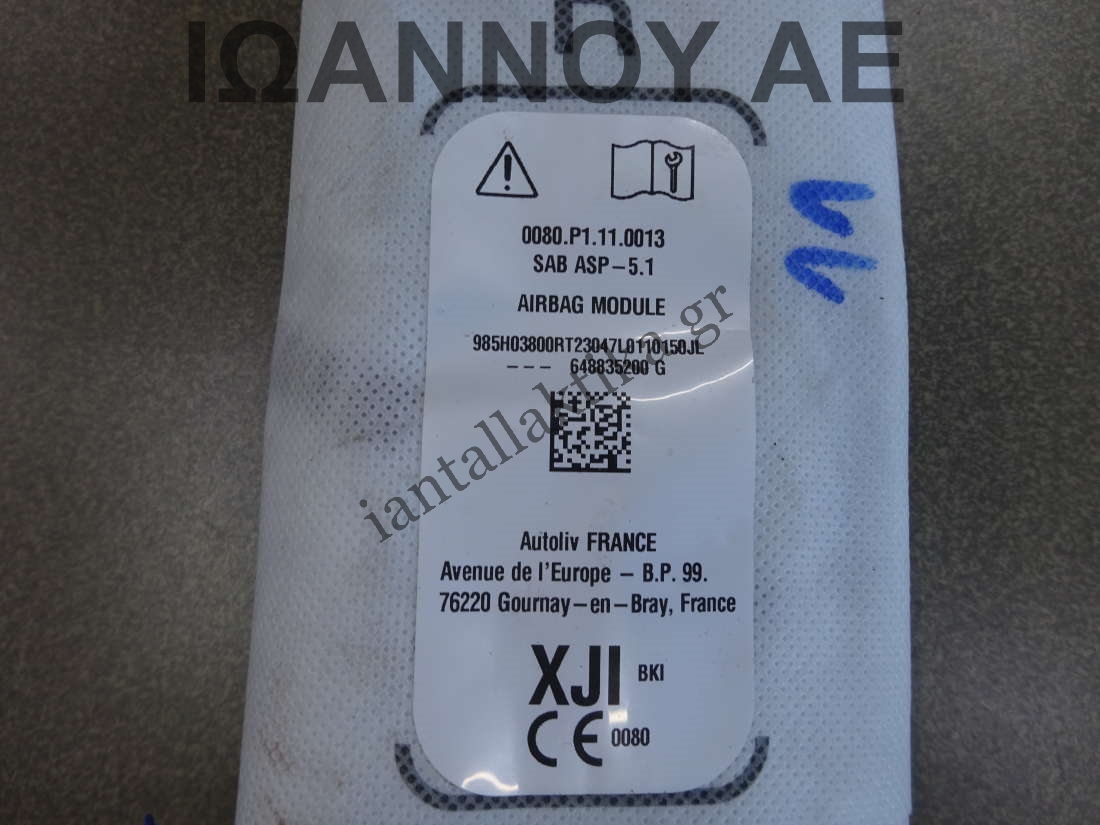 R
ΙΩΑΝΝΟΥ ΑΕ
0080.P1.11.0013
SAB ASP-5.1
AIRBAG MODULE
985H03800RT23047L0110150JL
--- 648835200 G
iantallaktika.gr
Autoliv FRANCE
Avenue de l'Europe - B.P. 99.
76220 Gournay-en-Bray, France
XJI BKI
CE 0080